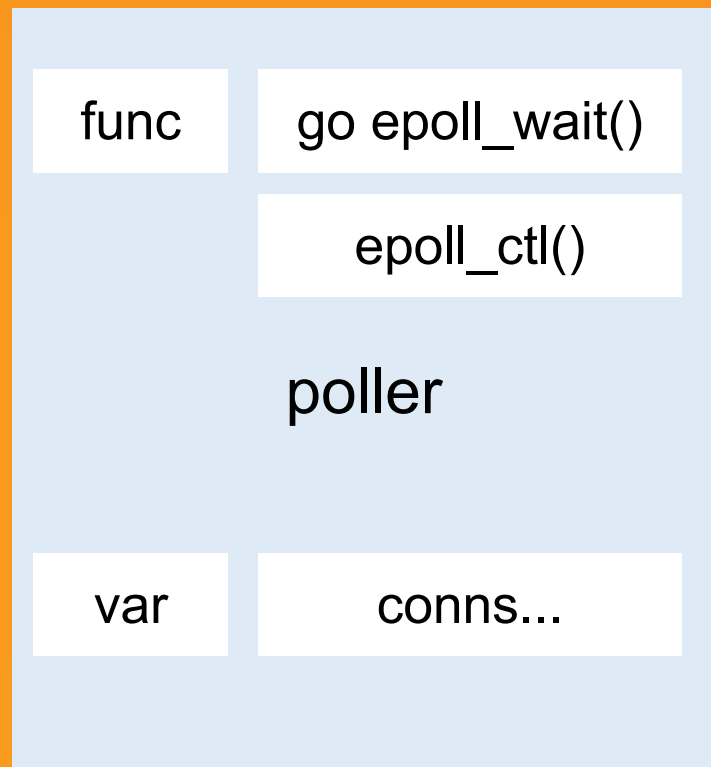 func go epoll_wait()
epoll_ctl()
poller
var conns...